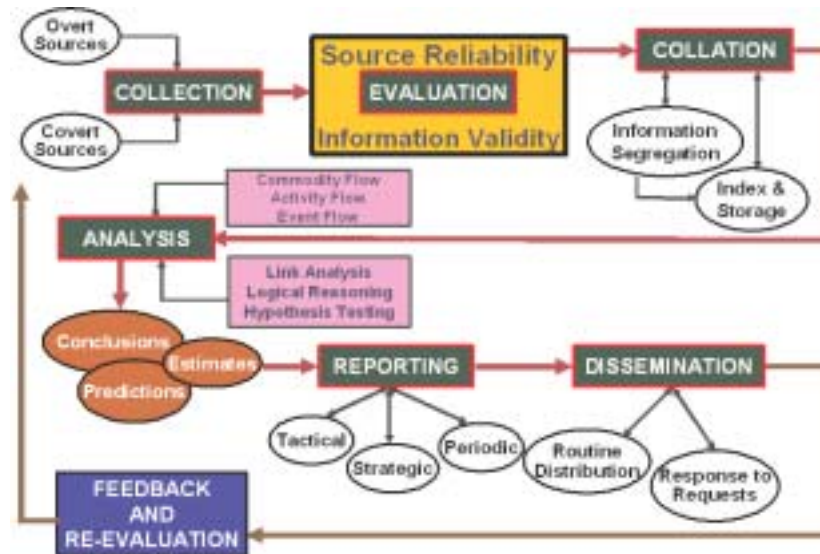 Overt
Sources
COLLECTION
Covert
Sources
Source Reliability
EVALUATION
Information Validity
COLLATION
Information
Segregation
Index &
Storage
Commodity Flow
Activity Flow
Event Flow
ANALYSIS
Link Analysis
Logical Reasoning
Hypothesis Testing
Conclusions
Estimates
Predictions
REPORTING
DISSEMINATION
Tactical
Strategic
Periodic
Routine
Distribution
Response to
Requests
FEEDBACK
AND
RE-EVALUATION